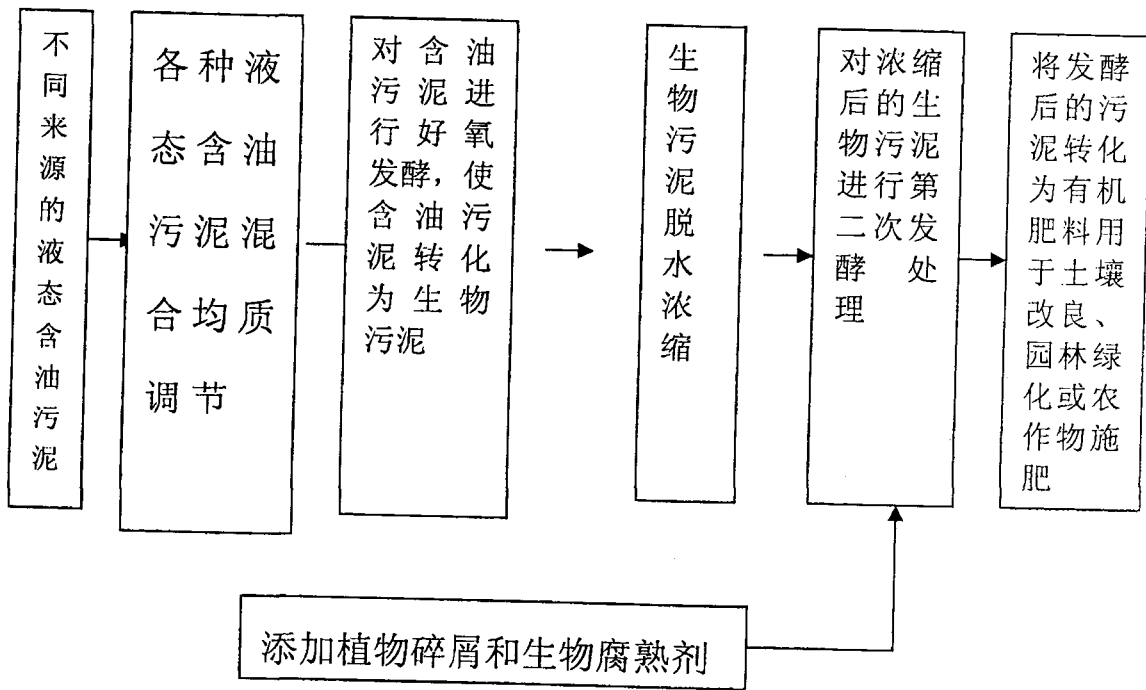 不
同
来
源
的
液
态
含
油
污
泥
各种液
态含油
污泥混
合均质
调节
对含油
污泥进
行好氧
发酵，使
含油污
泥转化
为生物
污泥
生
物
污
泥
脱
水
浓
缩
对浓缩
后的生
物污泥
进行第
二次发
酵处
理
将发酵
后的污
泥转化
为有机
肥料用
于土壤
改良、
园林绿
化或农
作物施
肥
添加植物碎屑和生物腐熟剂